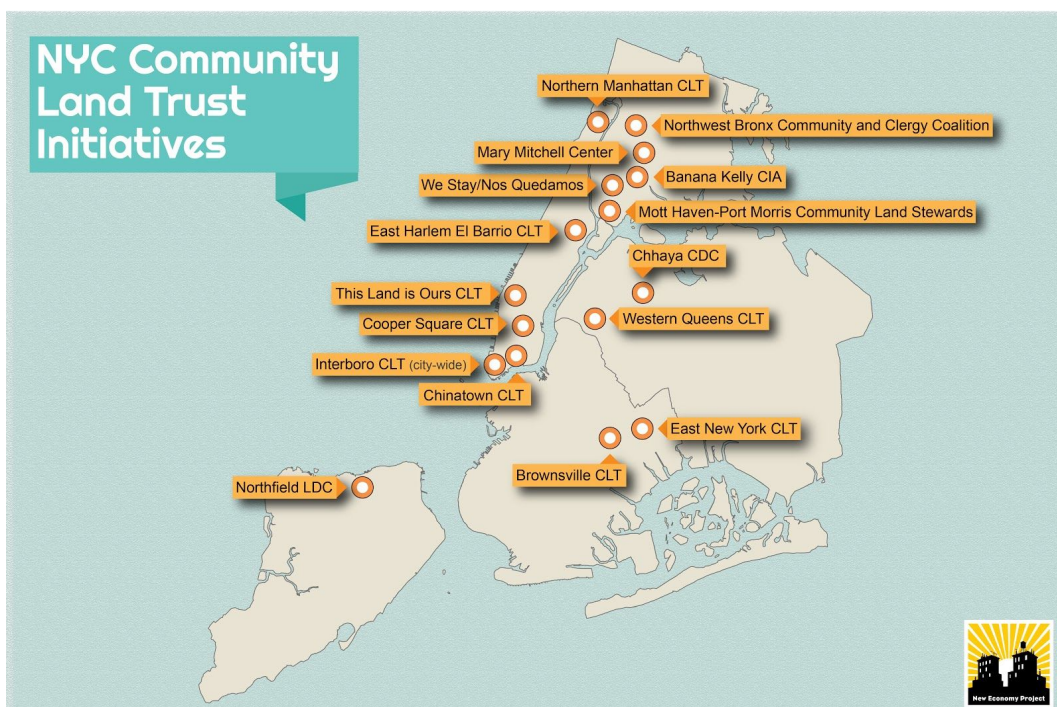 NYC Community
Land Trust
Initiatives
Northern Manhattan CLT
Northwest Bronx Community and Clergy Coalition
Mary Mitchell Center
Banana Kelly CIA
We Stay/Nos Quedamos
Mott Haven-Port Morris Community Land Stewards
East Harlem El Barrio CLT
Chhaya CDC
This Land is Ours CLT
Cooper Square CLT
Western Queens CLT
Interboro CLT (city-wide)
Chinatown CLT
East New York CLT
Brownsville CLT
Northfield LDC
New Economy Project